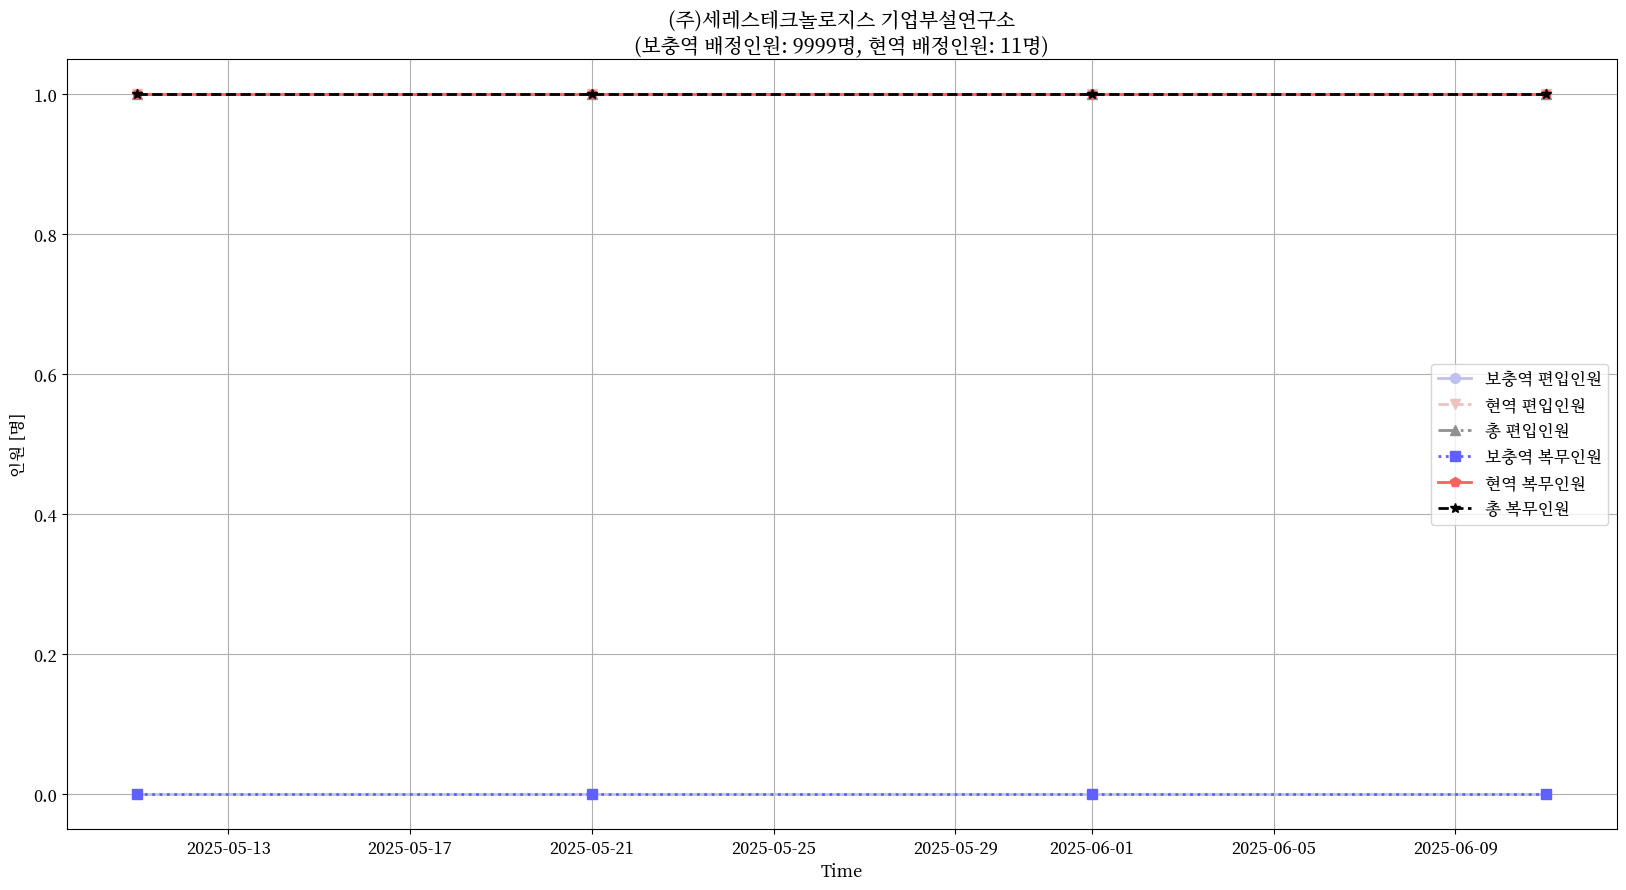 (주)세레스테크놀로지스 기업부설연구소
(보충역 배정인원: 9999명, 현역 배정인원: 11명)
1.0
0.8
0.6
0.4
0.2
0.0
인원 [명]
보충역 편입인원
현역 편입인원
총 편입인원
보충역 복무인원
현역 복무인원
총 복무인원
2025-05-13
2025-05-17
2025-05-21
2025-05-25
2025-05-29
2025-06-01
2025-06-05
2025-06-09
Time